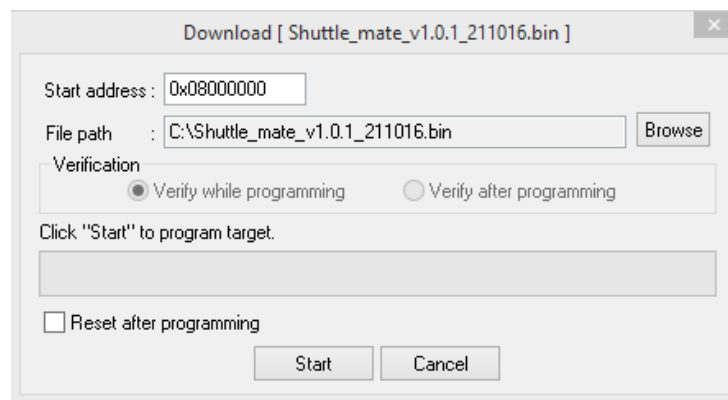 Download [ Shuttle_mate_v1.0.1_211016.bin ]
Start address : 0x08000000
File path : C:\Shuttle_mate_v1.0.1_211016.bin Browse
Verification
Verify while programming Verify after programming
Click "Start" to program target.
Reset after programming
Start Cancel